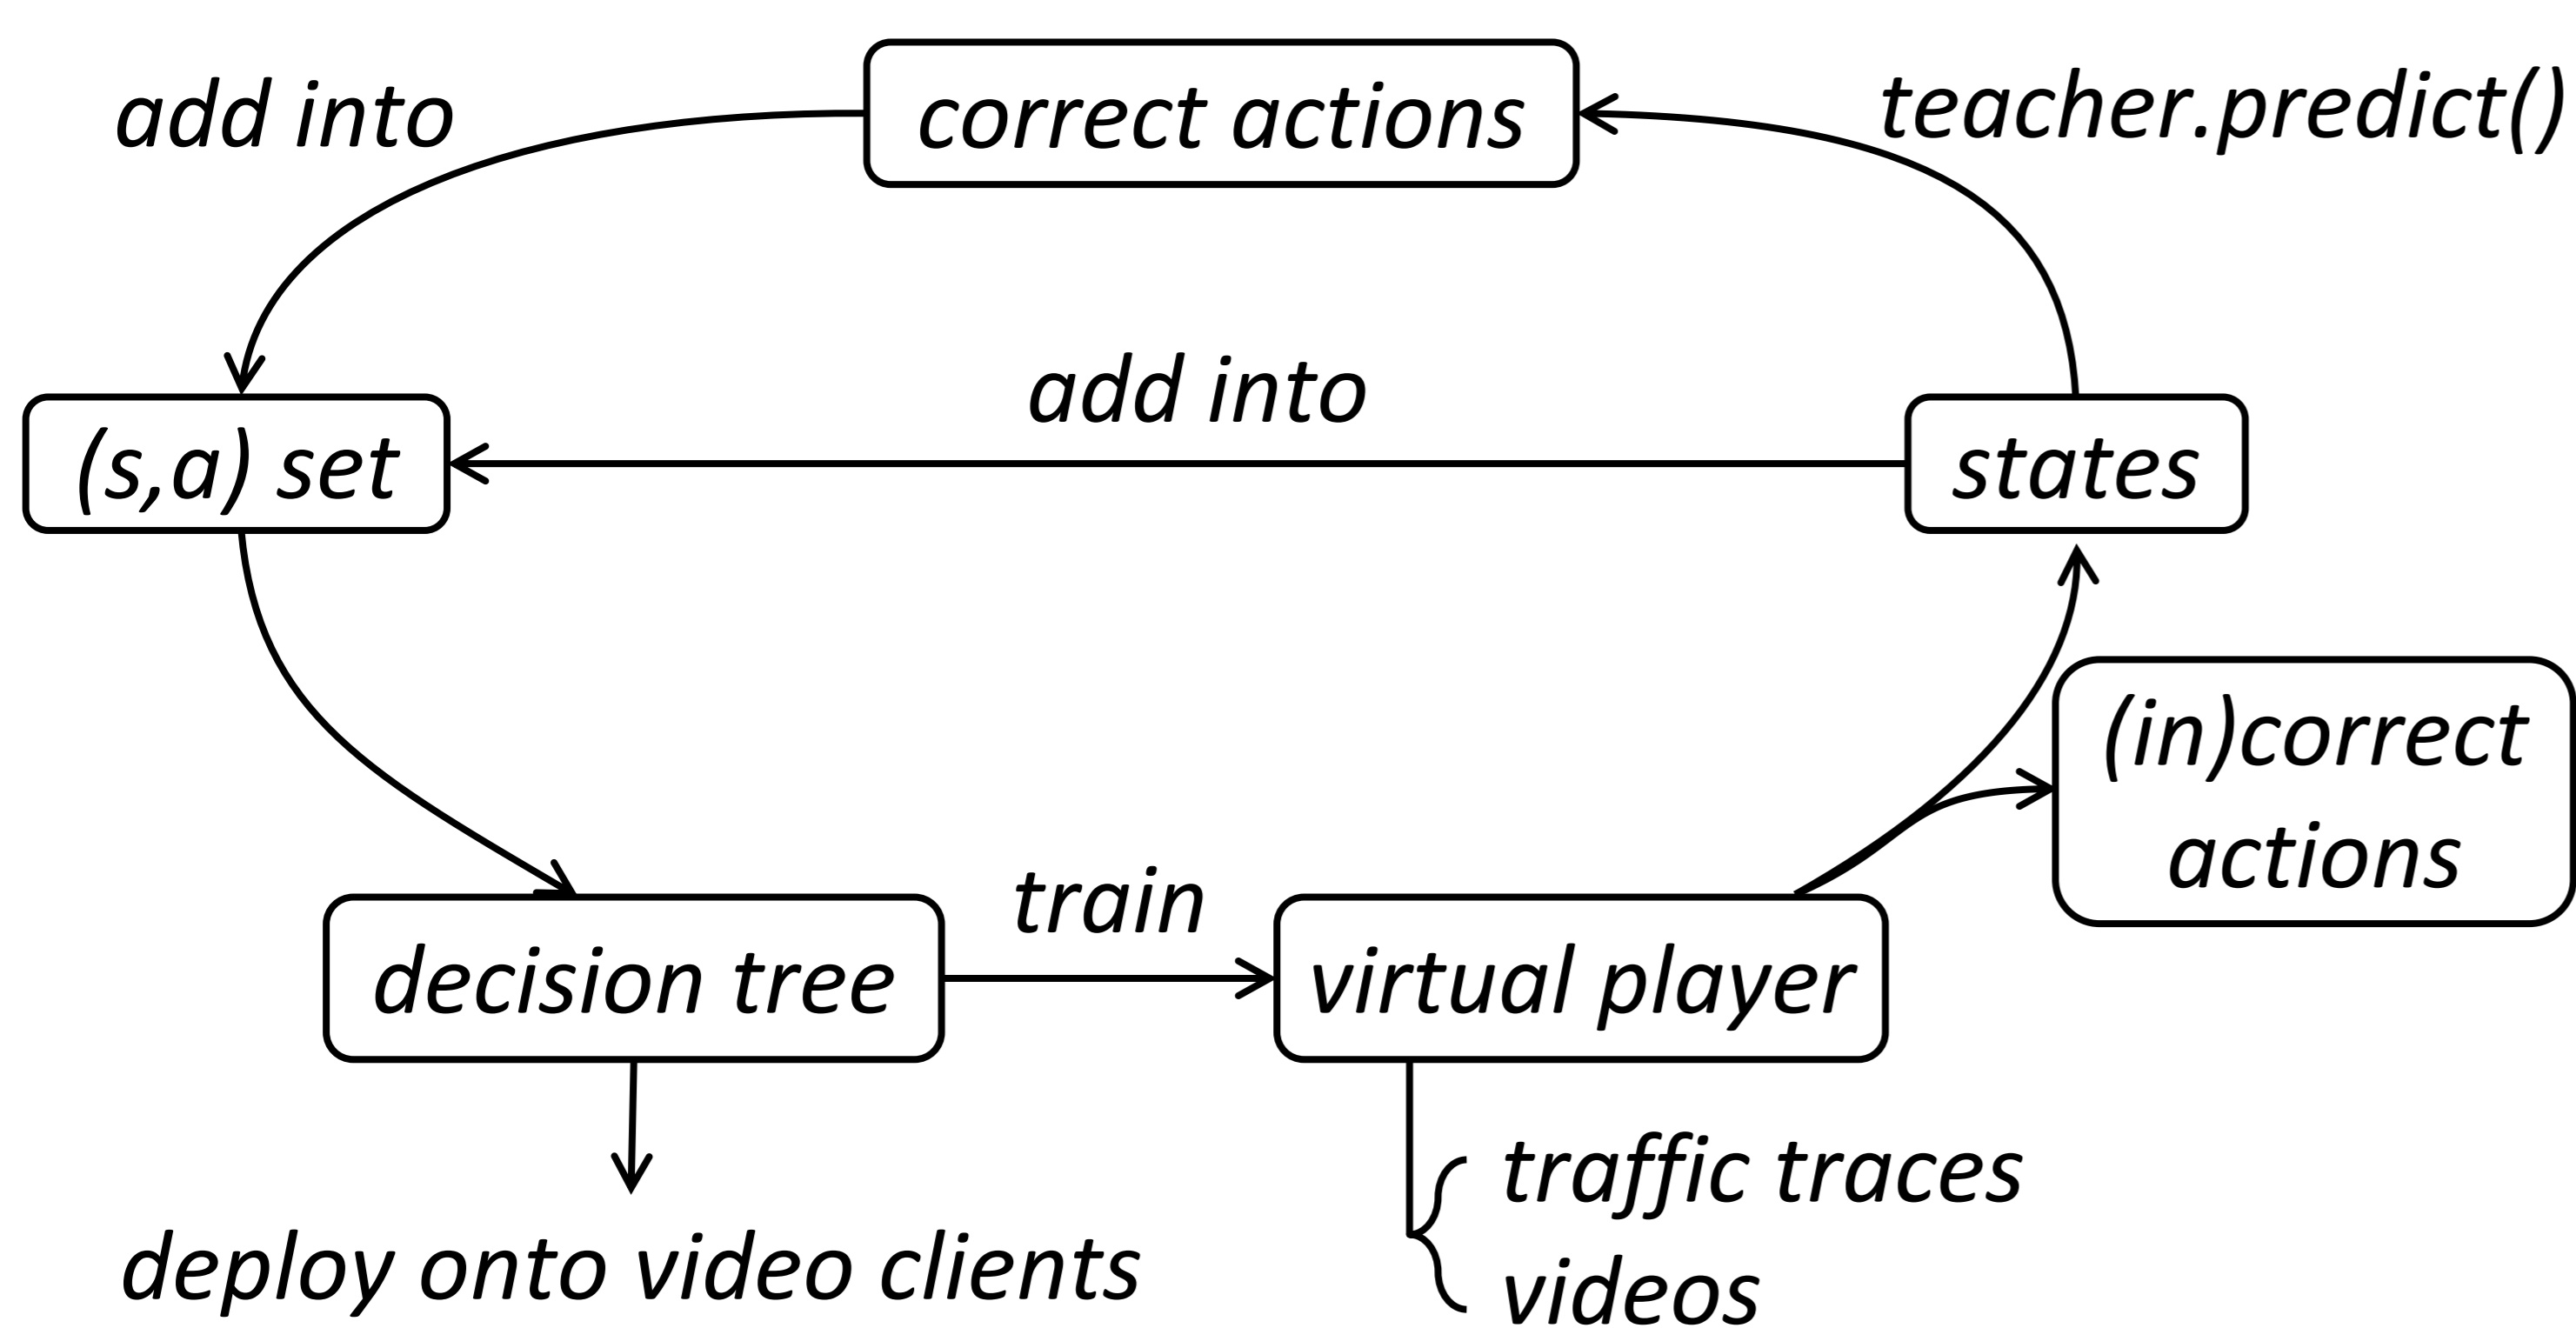 add into
correct actions
teacher.predict()
add into
(s,a) set
states
(in)correct
actions
train
decision tree
virtual player
traffic traces
deploy onto video clients
videos